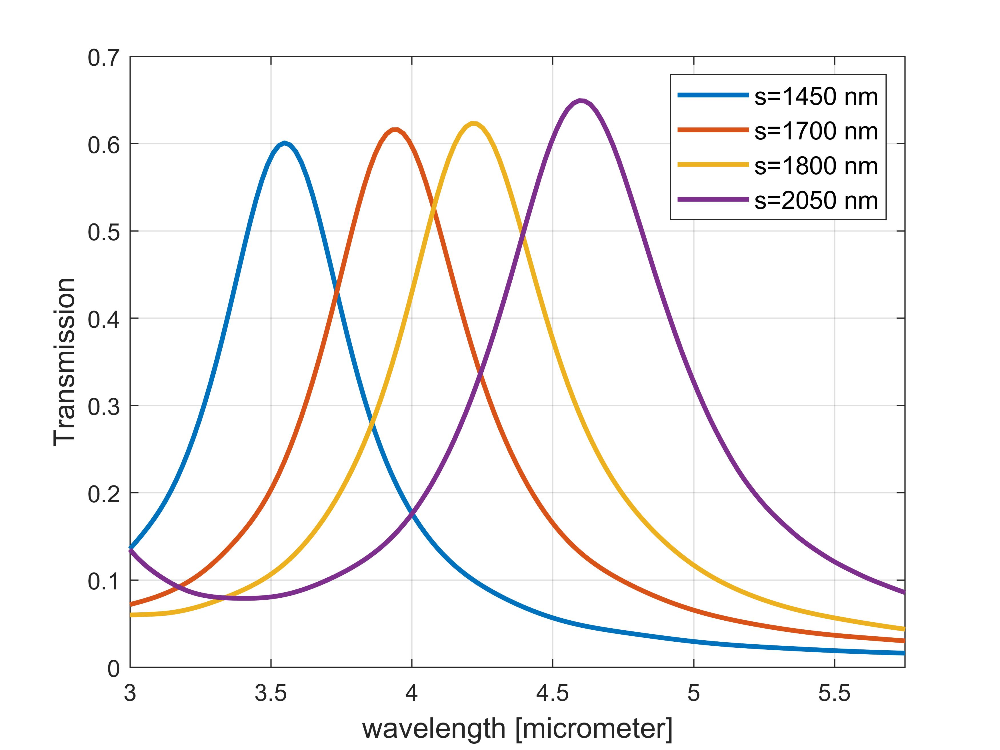 0.7
0.6
0.5
0.4
0.3
0.2
0.1
0
Transmission
s=1450 nm
s=1700 nm
s=1800 nm
s=2050 nm
3 3.5 4 4.5 5 5.5
wavelength [micrometer]